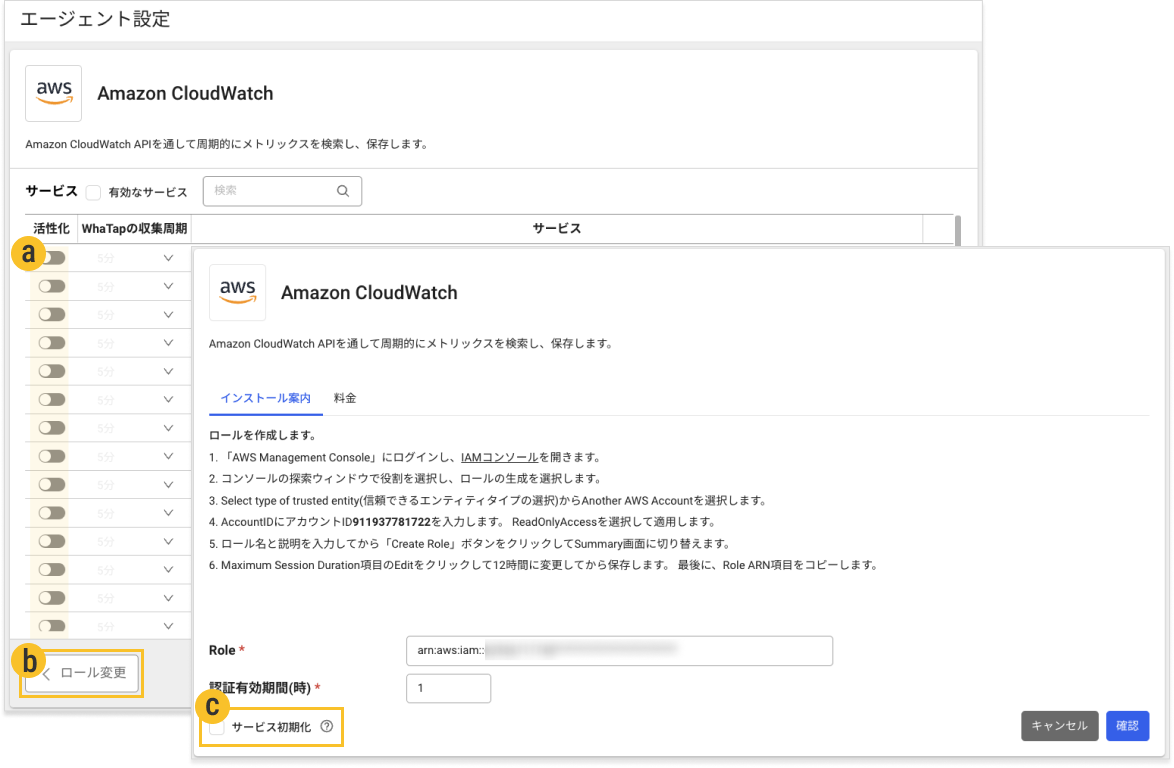 エージェント設定
aws
Amazon CloudWatch
Amazon CloudWatch APIを通して周期的にメトリックスを検索し、保存します。
サービス 有効なサービス 検索
活性化 WhaTapの収集周期 サービス
a
5分
5分
5分
5分
5分
5分
5分
5分
5分
5分
5分
5分
5分
5分
b
ロール変更
aws
Amazon CloudWatch
Amazon CloudWatch APIを通して周期的にメトリックスを検索し、保存します。
インストール案内 料金
ロールを作成します。
1. 「AWS Management Console」にログインし、IAMコンソールを開きます。
2. コンソールの探索ウィンドウで役割を選択し、ロールの生成を選択します。
3. Select type of trusted entity(信頼できるエンティティタイプの選択)からAnother AWS Accountを選択します。
4. AccountIDにアカウントID911937781722を入力します。 ReadOnlyAccessを選択して適用します。
5. ロール名と説明を入力してから「Create Role」ボタンをクリックしてSummary画面に切り替えます。
6. Maximum Session Duration項目のEditをクリックして12時間に変更してから保存します。 最後に、Role ARN項目をコピーします。
Role * arn:aws:iam::
認証有効期間(時) * 1
c
サービス初期化 ?
キャンセル 確認